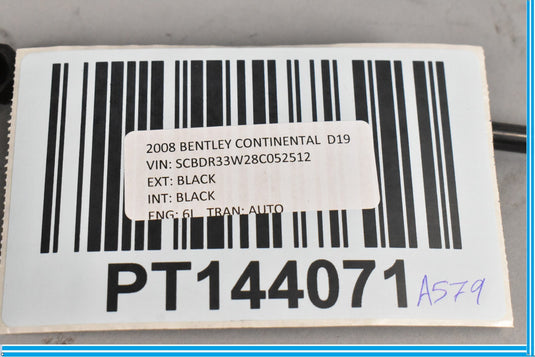 2008 BENTLEY CONTINENTAL D19
VIN: SCBDR33W28C052512
EXT: BLACK
INT: BLACK
ENG: 6L TRAN: AUTO
PT144071 A579